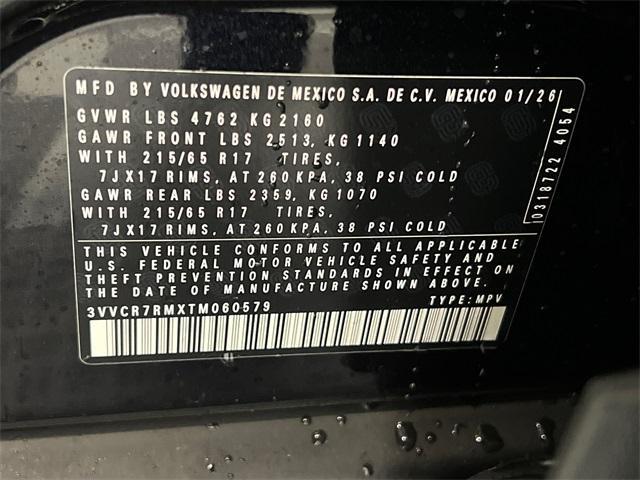 MFD BY VOLKSWAGEN DE MEXICO S.A. DE C.V. MEXICO 01/26
GVWR LBS 4762 KG 2160
GAWR FRONT LBS 2513, KG 1140
WITH 215/65 R17 TIRES,
7JX17 RIMS, AT 260 KPA, 38 PSI COLD
GAWR REAR LBS 2359, KG 1070
WITH 215/65 R17 TIRES,
7JX17 RIMS, AT 260 KPA, 38 PSI COLD
THIS VEHICLE CONFORMS TO ALL APPLICABLE
U.S. FEDERAL MOTOR VEHICLE SAFETY AND
THEFT PREVENTION STANDARDS IN EFFECT ON
THE DATE OF MANUFACTURE SHOWN ABOVE.
3VVCR7RMXTM060579 TYPE: MPV
0318722 4054